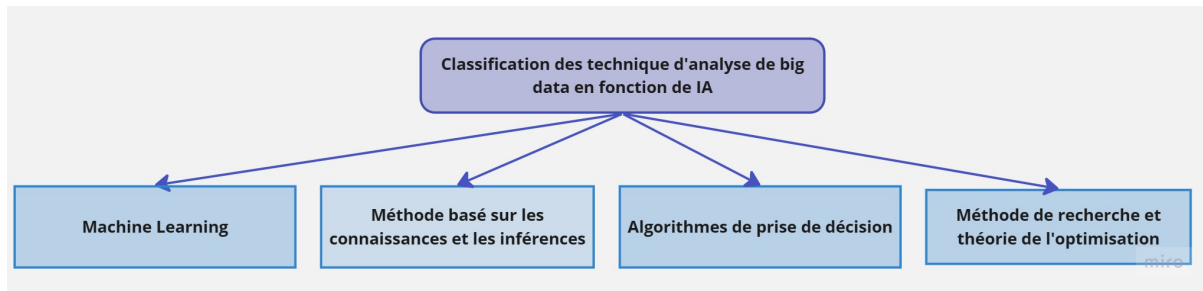 Classification des technique d'analyse de big
data en fonction de IA
Machine Learning
Méthode basé sur les
connaissances et les inférences
Algorithmes de prise de décision
Méthode de recherche et
théorie de l'optimisation
miro